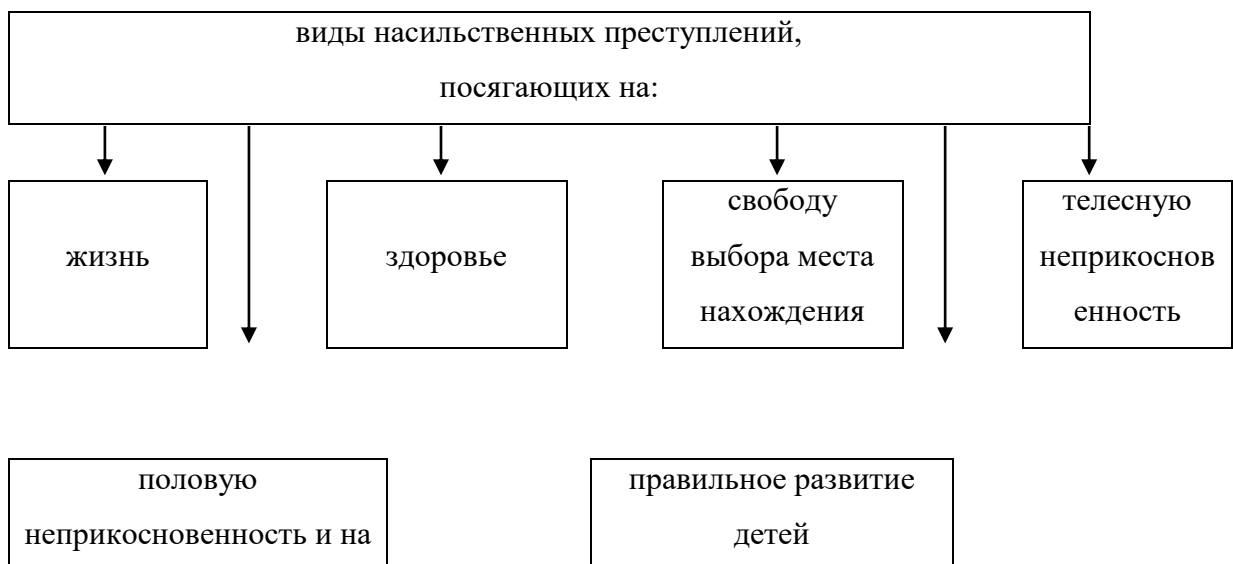 виды насильственных преступлений,
посягающих на:
жизнь
здоровье
свободу
выбора места
нахождения
телесную
неприкоснов
енность
половую
неприкосновенность и на
правильное развитие
детей